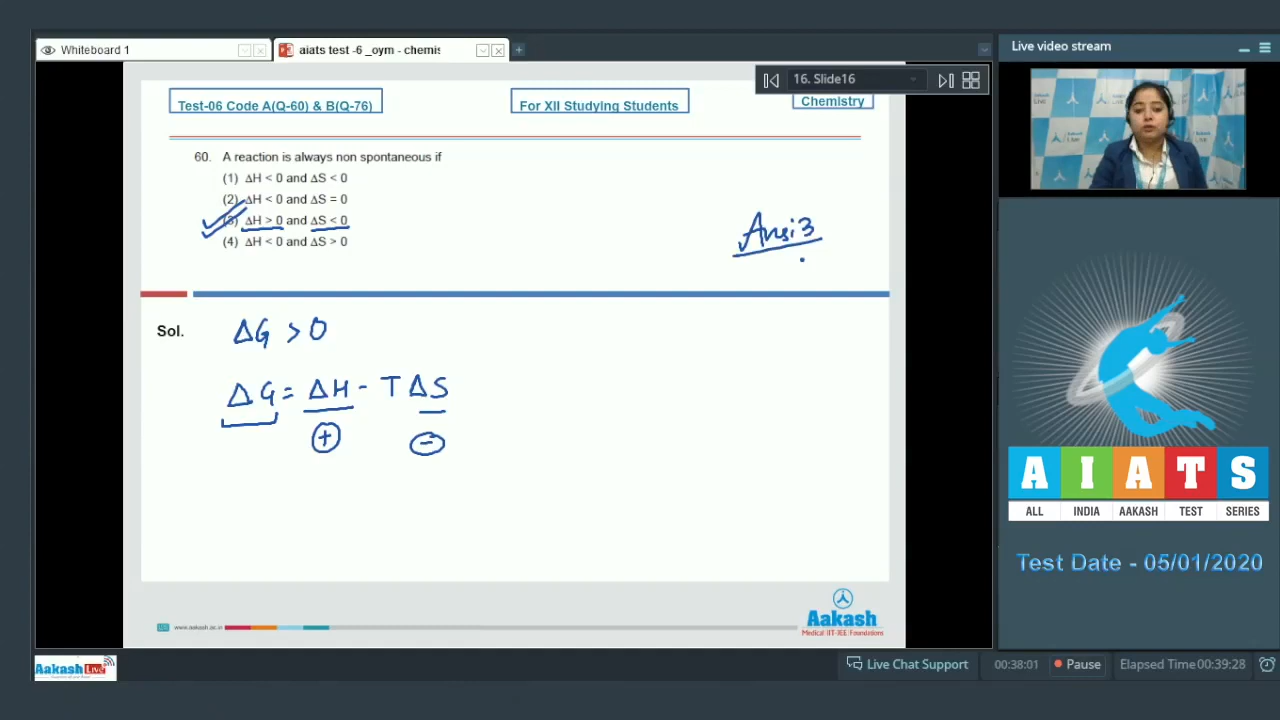 Whiteboard 1
aiats test -6 _oym - chemis
Live video stream
16. Slide16
Test-06 Code A(Q-60) & B(Q-76)
For XII Studying Students
Chemistry
60. A reaction is always non spontaneous if
(1) ΔH < 0 and ΔS < 0
(2) ΔH < 0 and ΔS = 0
(3) ΔH > 0 and ΔS < 0
(4) ΔH < 0 and ΔS > 0
Ans: 3
Sol. ΔG > 0
ΔG = ΔH - TΔS
+ -
A I A T S
ALL INDIA AAKASH TEST SERIES
Test Date - 05/01/2020
Aakash
Medical IIT-JEE Foundations
www.aakash.ac.in
Aakash Live
Live Chat Support
00:38:01
Pause
Elapsed Time 00:39:28